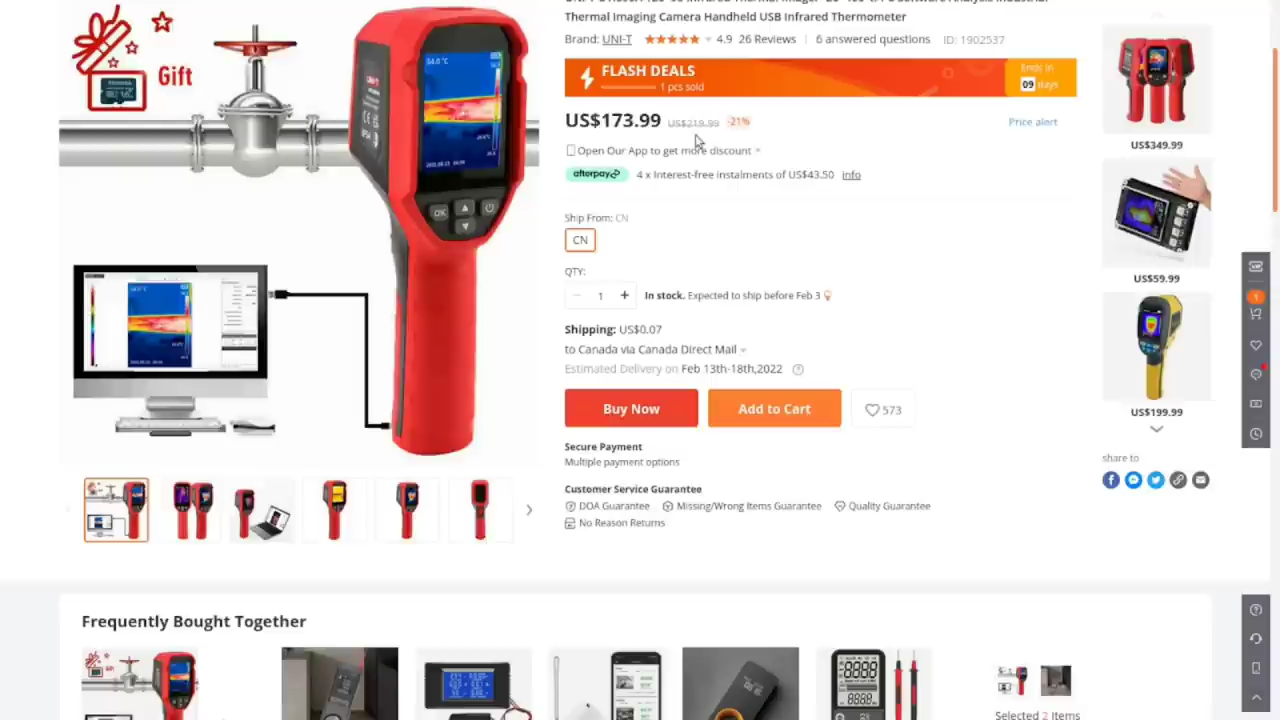 Thermal Imaging Camera Handheld USB Infrared Thermometer
Brand: UNI-T 4.9 26 Reviews 6 answered questions ID: 1902537
Gift
FLASH DEALS
1 pcs sold
Ends in
09 days
US$173.99 US$219.99 -21%
Price alert
Open Our App to get more discount
afterpay 4 x Interest-free instalments of US$43.50 info
Ship From: CN
CN
QTY:
1 + In stock. Expected to ship before Feb 3
Shipping: US$0.07
to Canada via Canada Direct Mail
Estimated Delivery on Feb 13th-18th,2022
Buy Now
Add to Cart
573
Secure Payment
Multiple payment options
Customer Service Guarantee
DOA Guarantee Missing/Wrong Items Guarantee Quality Guarantee
No Reason Returns
US$349.99
US$59.99
US$199.99
share to
OK
Frequently Bought Together
Selected 2 Items